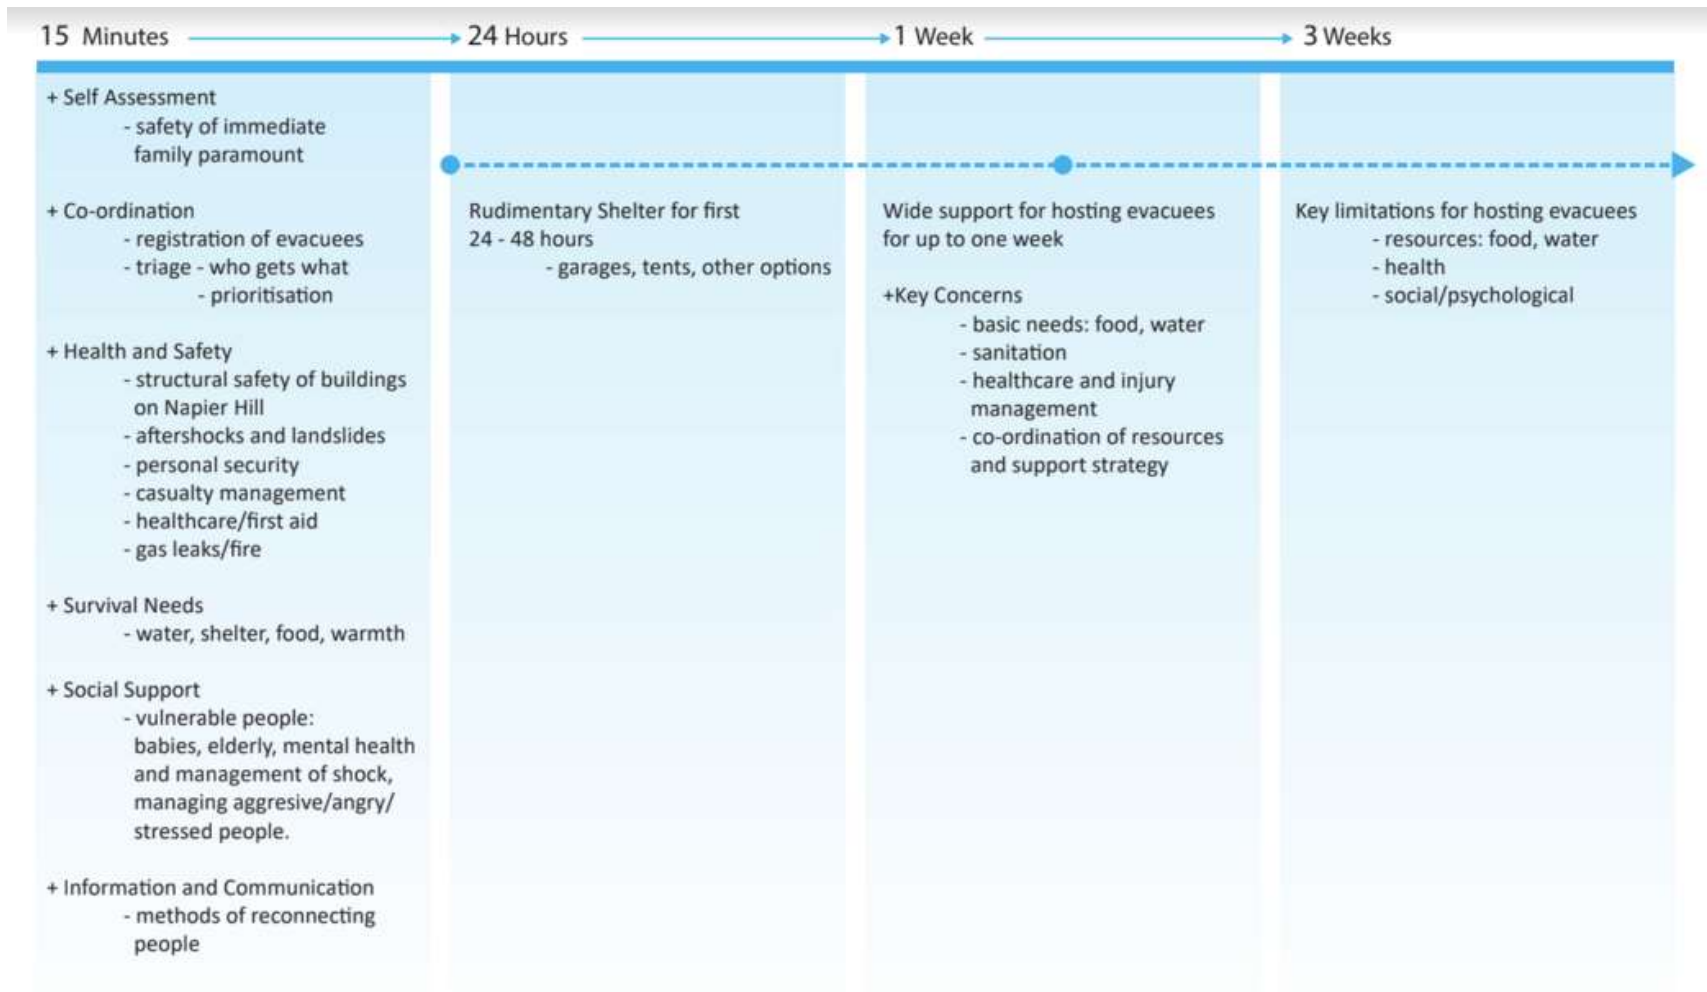 15 Minutes
24 Hours
1 Week
3 Weeks
+ Self Assessment
- safety of immediate
family paramount
+ Co-ordination
- registration of evacuees
- triage - who gets what
- prioritisation
+ Health and Safety
- structural safety of buildings
on Napier Hill
- aftershocks and landslides
- personal security
- casualty management
- healthcare/first aid
- gas leaks/fire
+ Survival Needs
- water, shelter, food, warmth
+ Social Support
- vulnerable people:
babies, elderly, mental health
and management of shock,
managing aggresive/angry/
stressed people.
+ Information and Communication
- methods of reconnecting
people
Rudimentary Shelter for first
24 - 48 hours
- garages, tents, other options
Wide support for hosting evacuees
for up to one week
+Key Concerns
- basic needs: food, water
- sanitation
- healthcare and injury
management
- co-ordination of resources
and support strategy
Key limitations for hosting evacuees
- resources: food, water
- health
- social/psychological